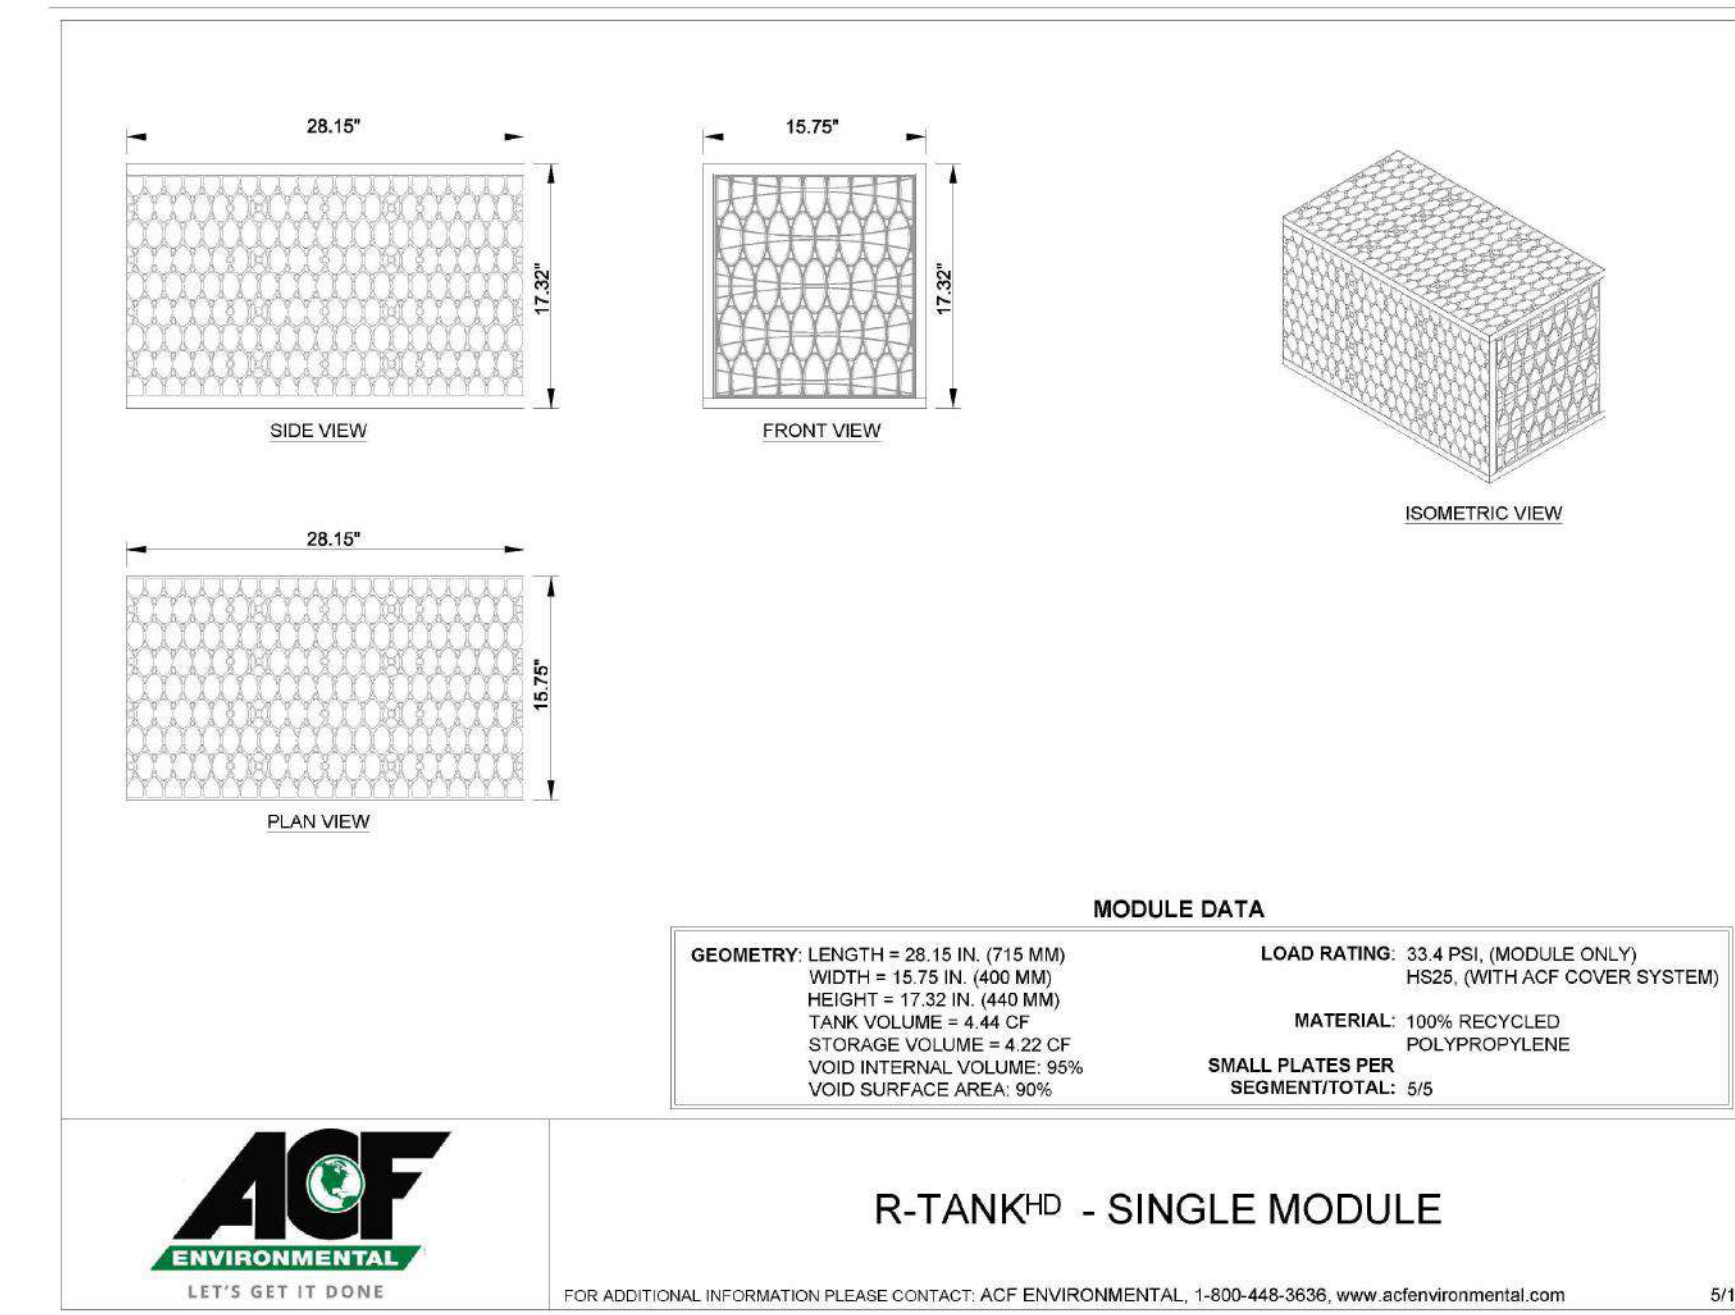 28.15"
15.75"
17.32"
17.32"
SIDE VIEW
FRONT VIEW
ISOMETRIC VIEW
28.15"
15.75"
PLAN VIEW
MODULE DATA
GEOMETRY: LENGTH = 28.15 IN. (715 MM)
WIDTH = 15.75 IN. (400 MM)
HEIGHT = 17.32 IN. (440 MM)
TANK VOLUME = 4.44 CF
STORAGE VOLUME = 4.22 CF
VOID INTERNAL VOLUME: 95%
VOID SURFACE AREA: 90%
LOAD RATING: 33.4 PSI, (MODULE ONLY)
HS25, (WITH ACF COVER SYSTEM)
MATERIAL: 100% RECYCLED
POLYPROPYLENE
SMALL PLATES PER
SEGMENT/TOTAL: 5/5
ACF
ENVIRONMENTAL
LET'S GET IT DONE
R-TANKHD - SINGLE MODULE
FOR ADDITIONAL INFORMATION PLEASE CONTACT: ACF ENVIRONMENTAL, 1-800-448-3636, www.acfenvironmental.com